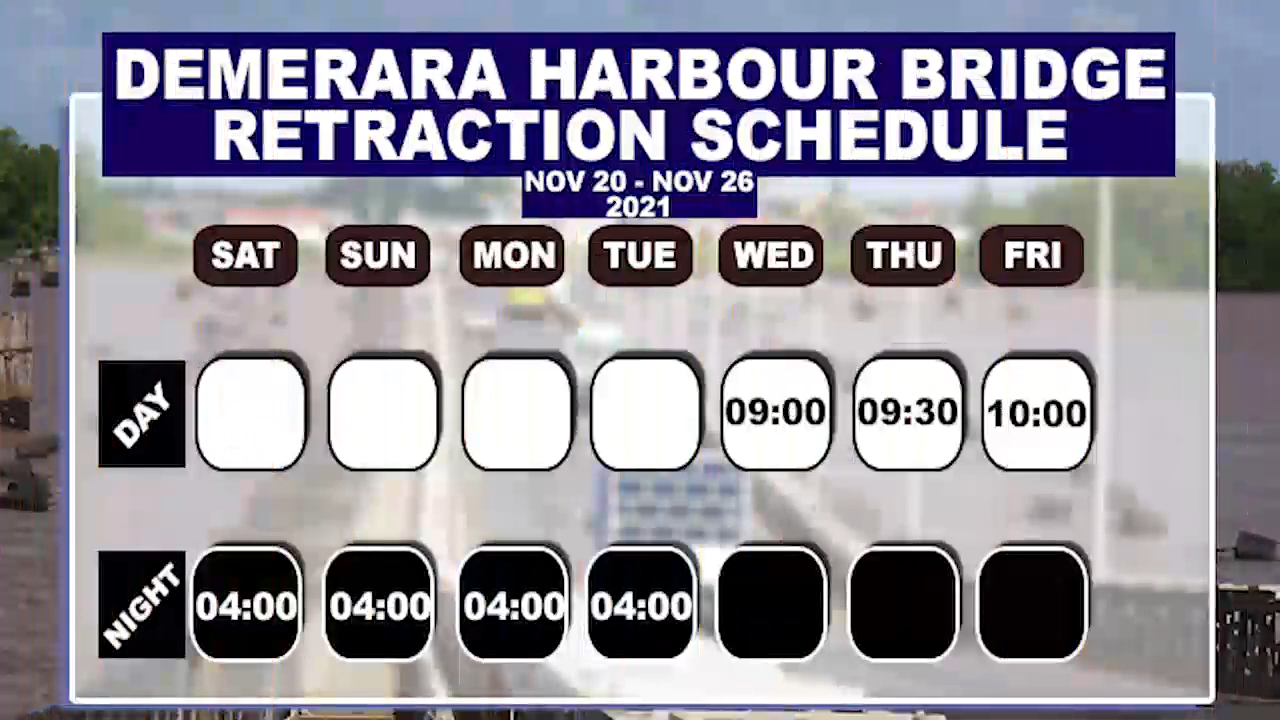 DEMERARA HARBOUR BRIDGE
RETRACTION SCHEDULE
NOV 20 - NOV 26
2021
SAT SUN MON TUE WED THU FRI
DAY 09:00 09:30 10:00
NIGHT 04:00 04:00 04:00 04:00